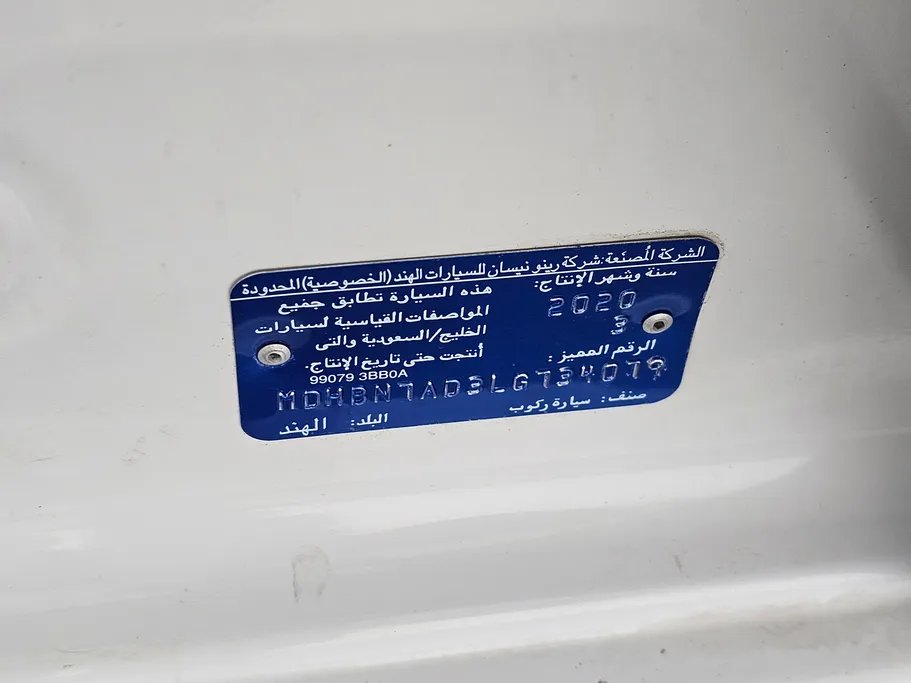 الشركة المُصنّعة: شركة رينو نيسان للسيارات الهند (الخصوصية) المحدودة
سنة وشهر الإنتاج:
2020
3
الرقم المميز :
هذه السيارة تطابق جميع
المواصفات القياسية لسيارات
الخليج/السعودية والتى
أنتجت حتى تاريخ الإنتاج.
99079 3BB0A
MDHBN7AD3LG734079
صنف: سيارة ركوب
البلد: الهند